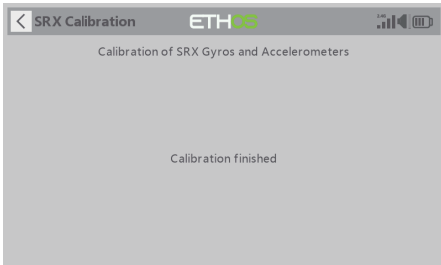 SRX Calibration
ETHOS
Calibration of SRX Gyros and Accelerometers
Calibration finished